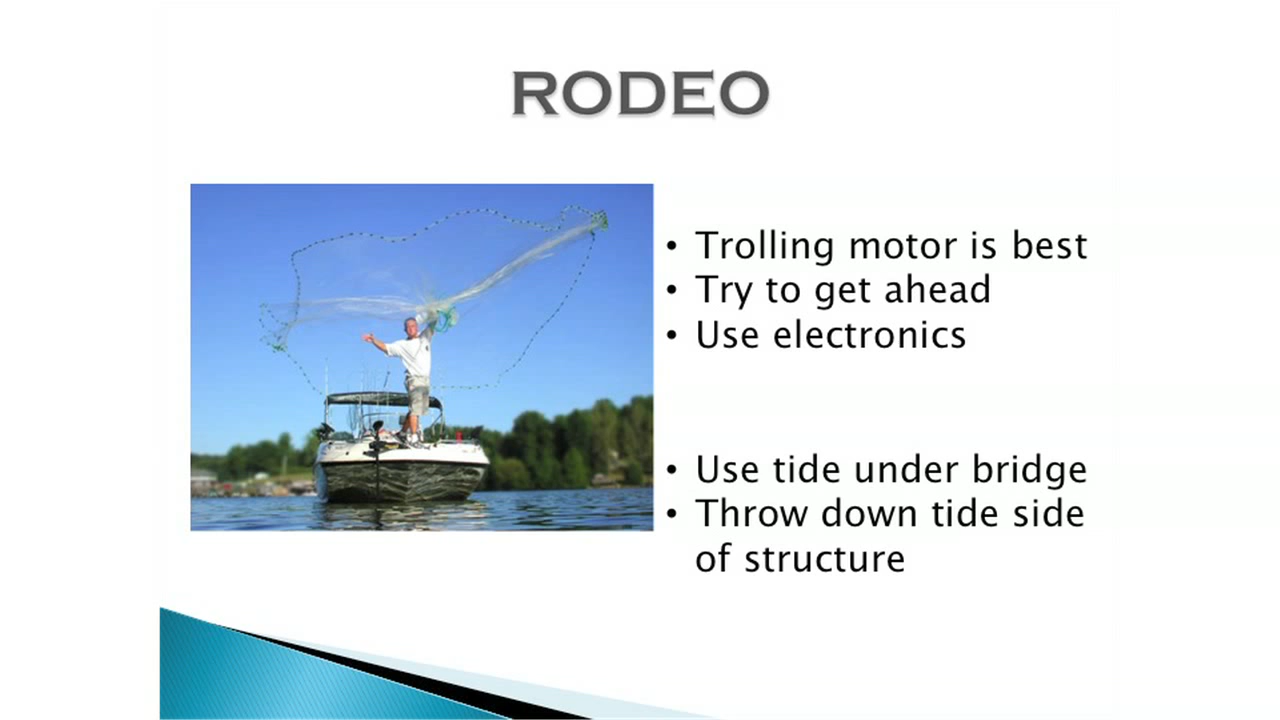 RODEO
• Trolling motor is best
• Try to get ahead
• Use electronics
• Use tide under bridge
• Throw down tide side
of structure